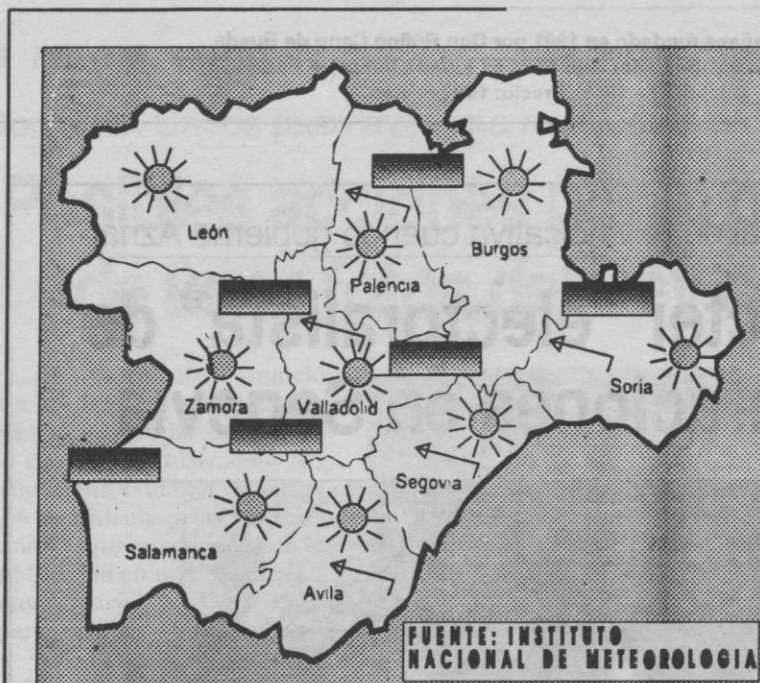 León
Burgos
Palencia
Soria
Zamora
Valladolid
Segovia
Salamanca
Avila
FUENTE: INSTITUTO
NACIONAL DE METEOROLOGIA